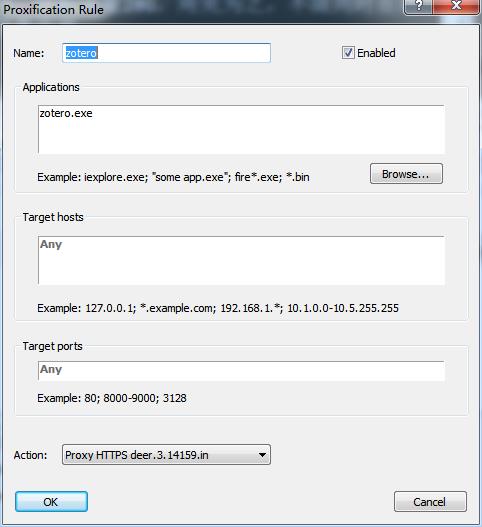 Proxification Rule
Name:
zotero
Enabled
Applications
zotero.exe
Example: iexplore.exe; "some app.exe"; fire*.exe; *.bin
Browse...
Target hosts
Any
Example: 127.0.0.1; *.example.com; 192.168.1.*; 10.1.0.0-10.5.255.255
Target ports
Any
Example: 80; 8000-9000; 3128
Action:
Proxy HTTPS deer.3.14159.in
OK
Cancel